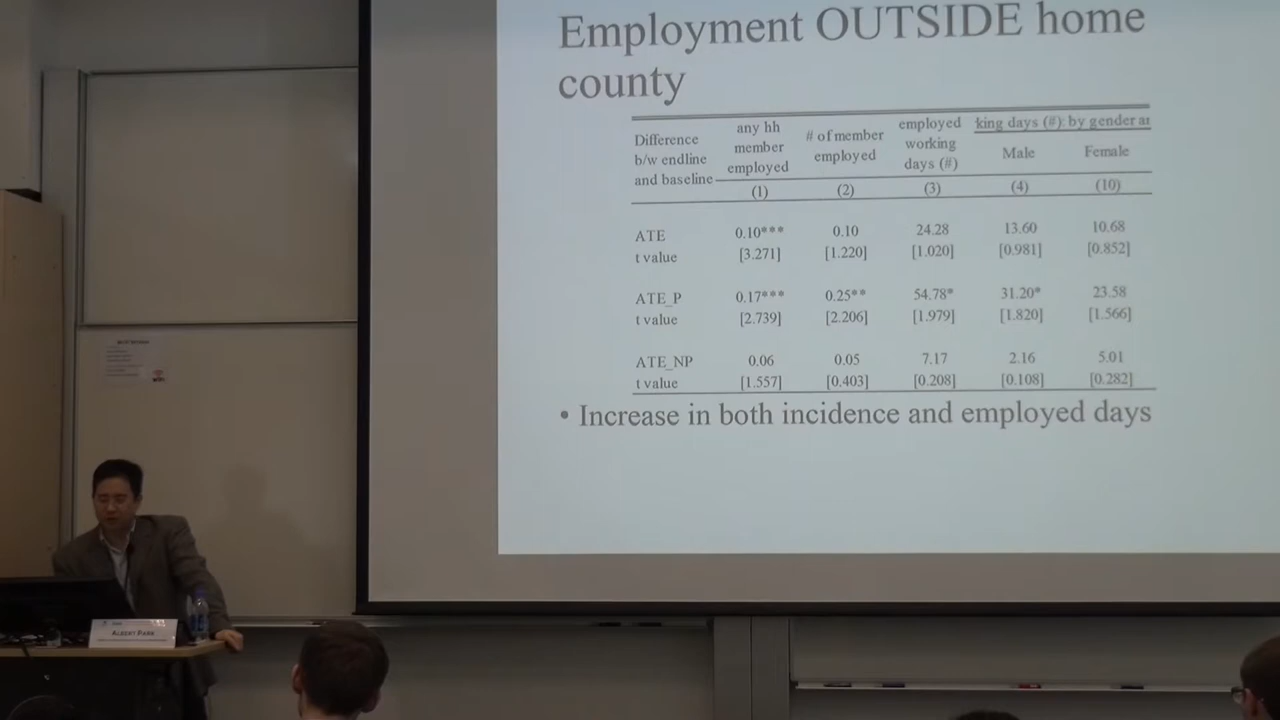 Employment OUTSIDE home
county
Difference b/w endline and baseline any hh member employed # of member employed employed working days (#) king days (#): by gender ar
Male Female
(1) (2) (3) (4) (10)
ATE 0.10*** 0.10 24.28 13.60 10.68
t value [3.271] [1.220] [1.020] [0.981] [0.852]
ATE_P 0.17*** 0.25** 54.78* 31.20* 23.58
t value [2.739] [2.206] [1.979] [1.820] [1.566]
ATE_NP 0.06 0.05 7.17 2.16 5.01
t value [1.557] [0.403] [0.208] [0.108] [0.282]
• Increase in both incidence and employed days
ALBERT PARK